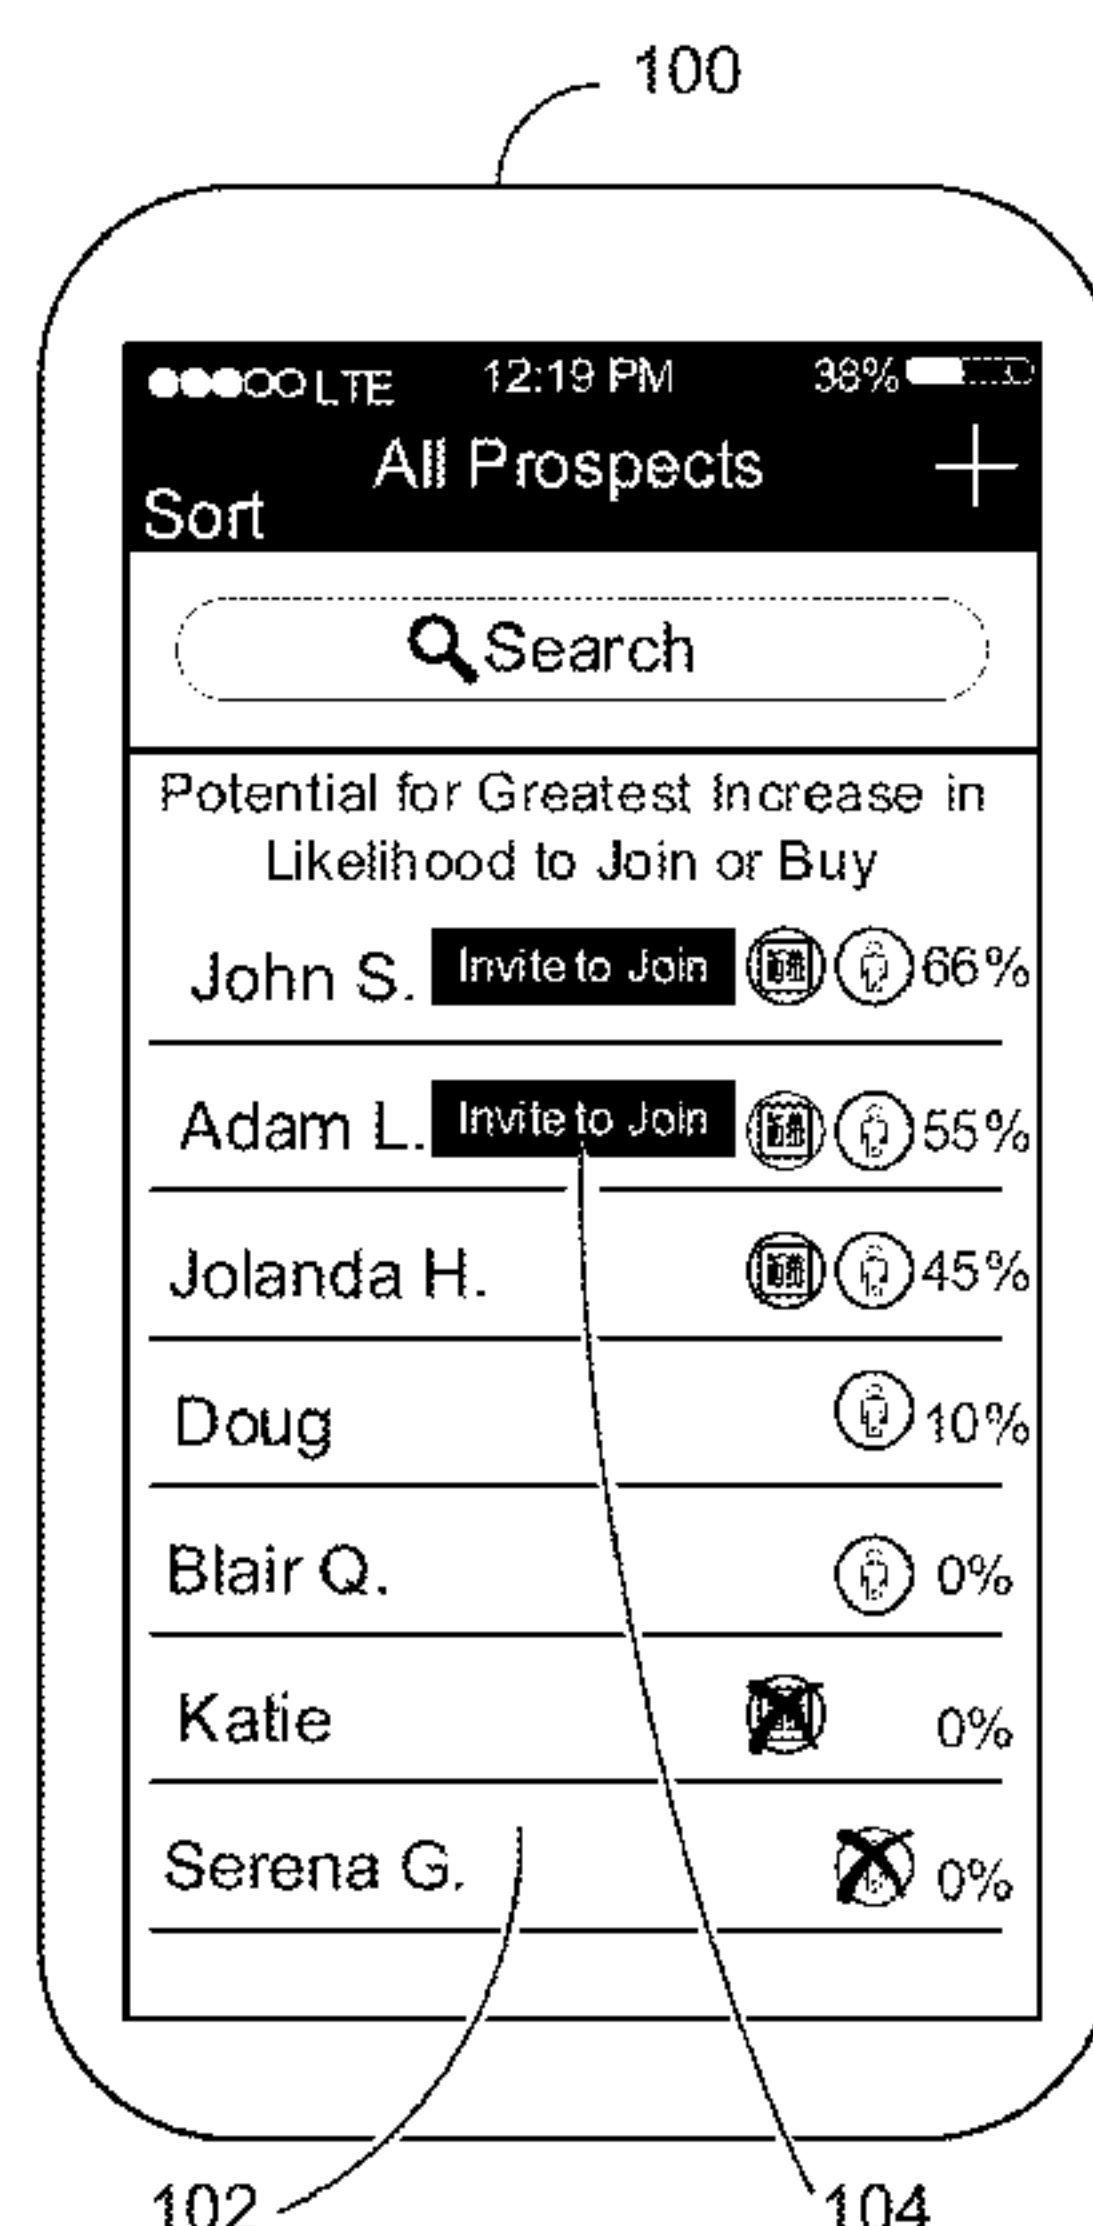 100
LTE 12:19 PM 38%
All Prospects
Sort
Search
Potential for Greatest Increase in
Likelihood to Join or Buy
John S. Invite to Join 66%
Adam L. Invite to Join 55%
Jolanda H. 45%
Doug 10%
Blair Q. 0%
Katie 0%
Serena G. 0%
102 104